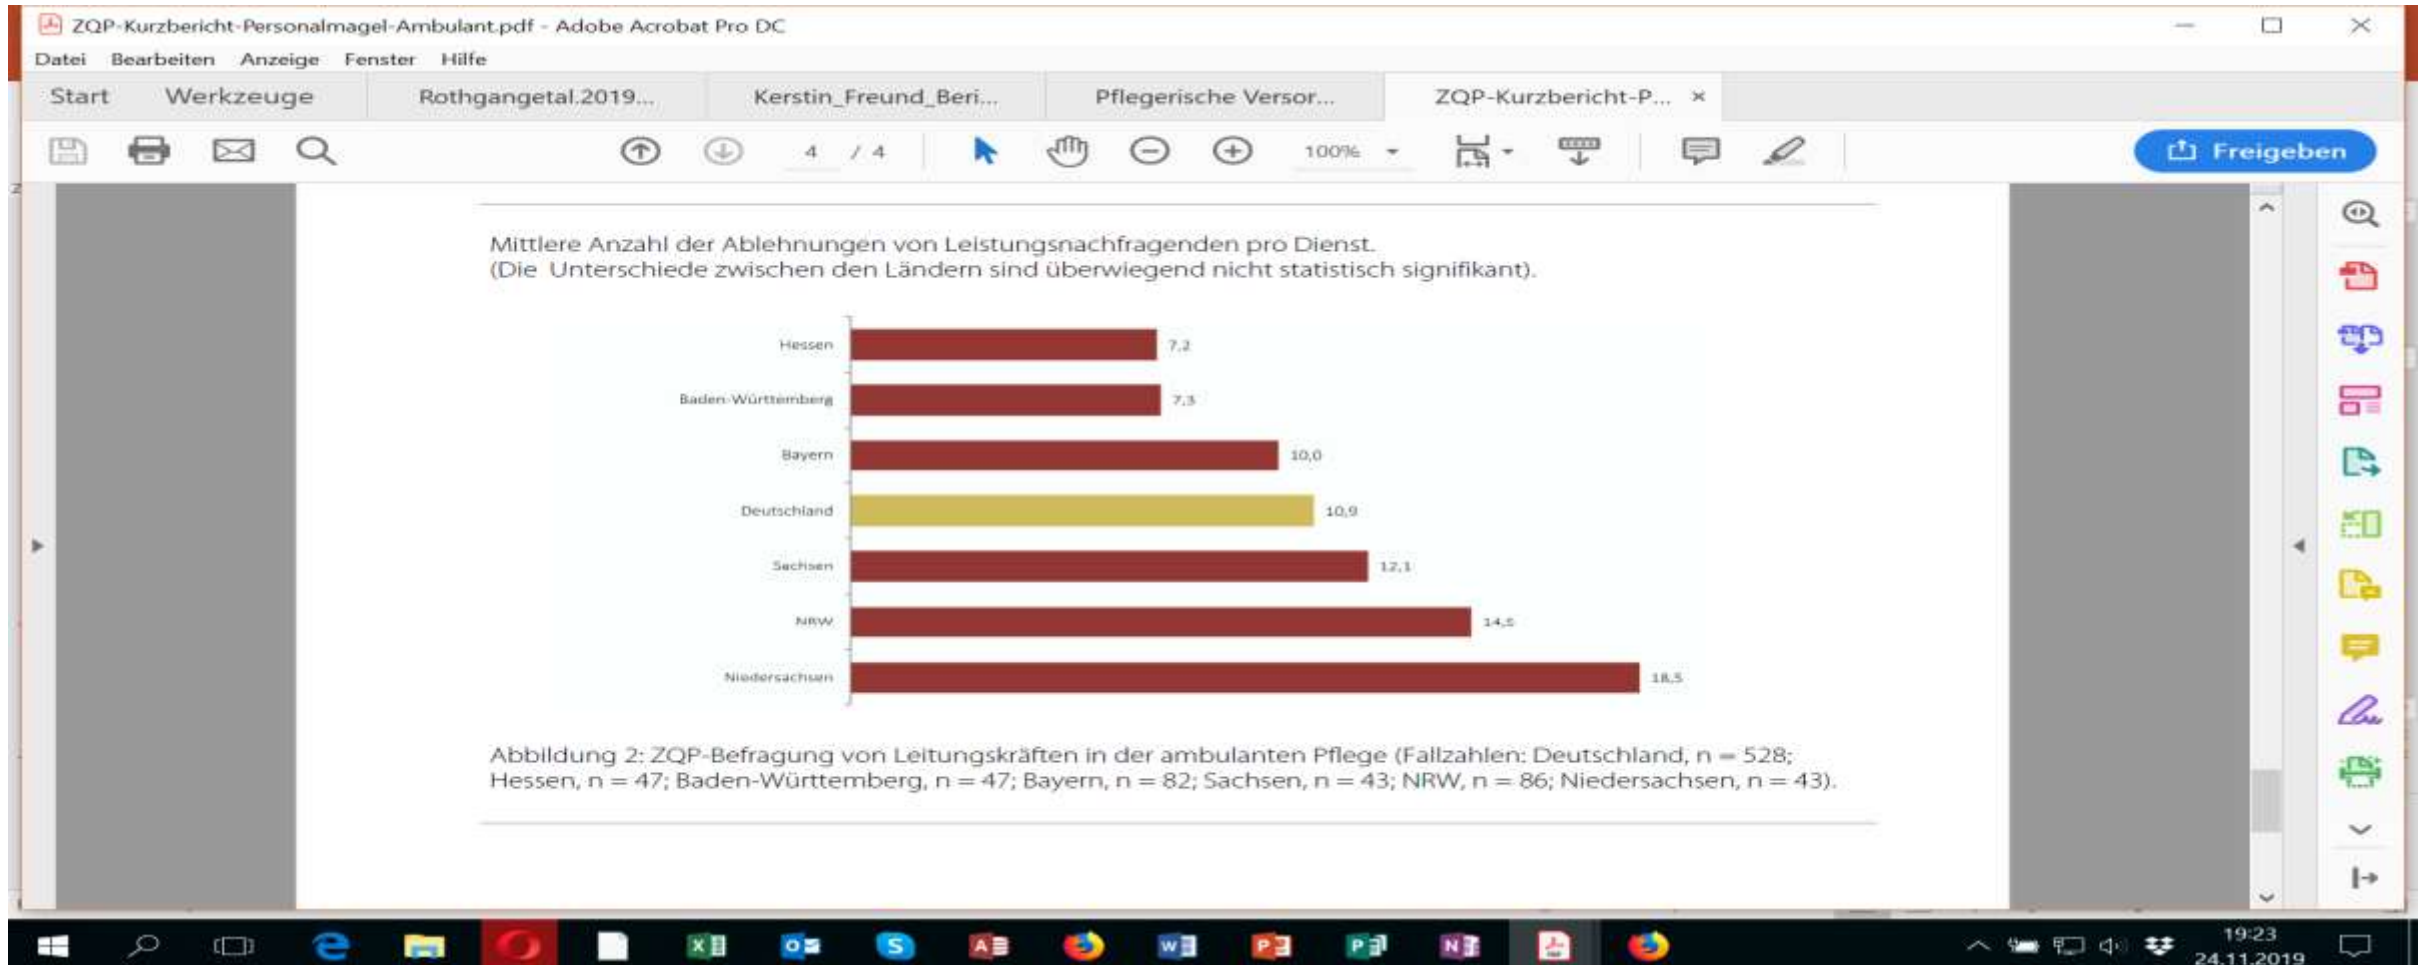 ZQP-Kurzbericht-Personalmagel-Ambulant.pdf - Adobe Acrobat Pro DC
Datei Bearbeiten Anzeige Fenster Hilfe
Start Werkzeuge Rothgangetal.2019... Kerstin_Freund_Beri... Pflegerische Versor... ZQP-Kurzbericht-P... ×
4 / 4 100% Freigeben
Mittlere Anzahl der Ablehnungen von Leistungsnachfragenden pro Dienst.
(Die Unterschiede zwischen den Ländern sind überwiegend nicht statistisch signifikant).
Hessen 7,2
Baden-Württemberg 7,3
Bayern 10,0
Deutschland 10,9
Sachsen 12,1
NRW
Niedersachsen 18,5
Abbildung 2: ZQP-Befragung von Leitungskräften in der ambulanten Pflege (Fallzahlen: Deutschland, n = 528;
Hessen, n = 47; Baden-Württemberg, n = 47; Bayern, n = 82; Sachsen, n = 43; NRW, n = 86; Niedersachsen, n = 43).
19:23
24.11.2019